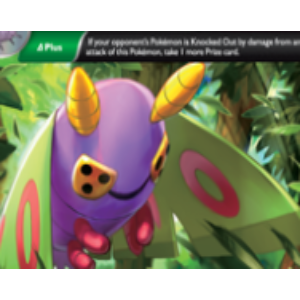 Δ Plus
If your opponent's Pokémon is Knocked Out by damage from an
attack of this Pokémon, take 1 more Prize card.